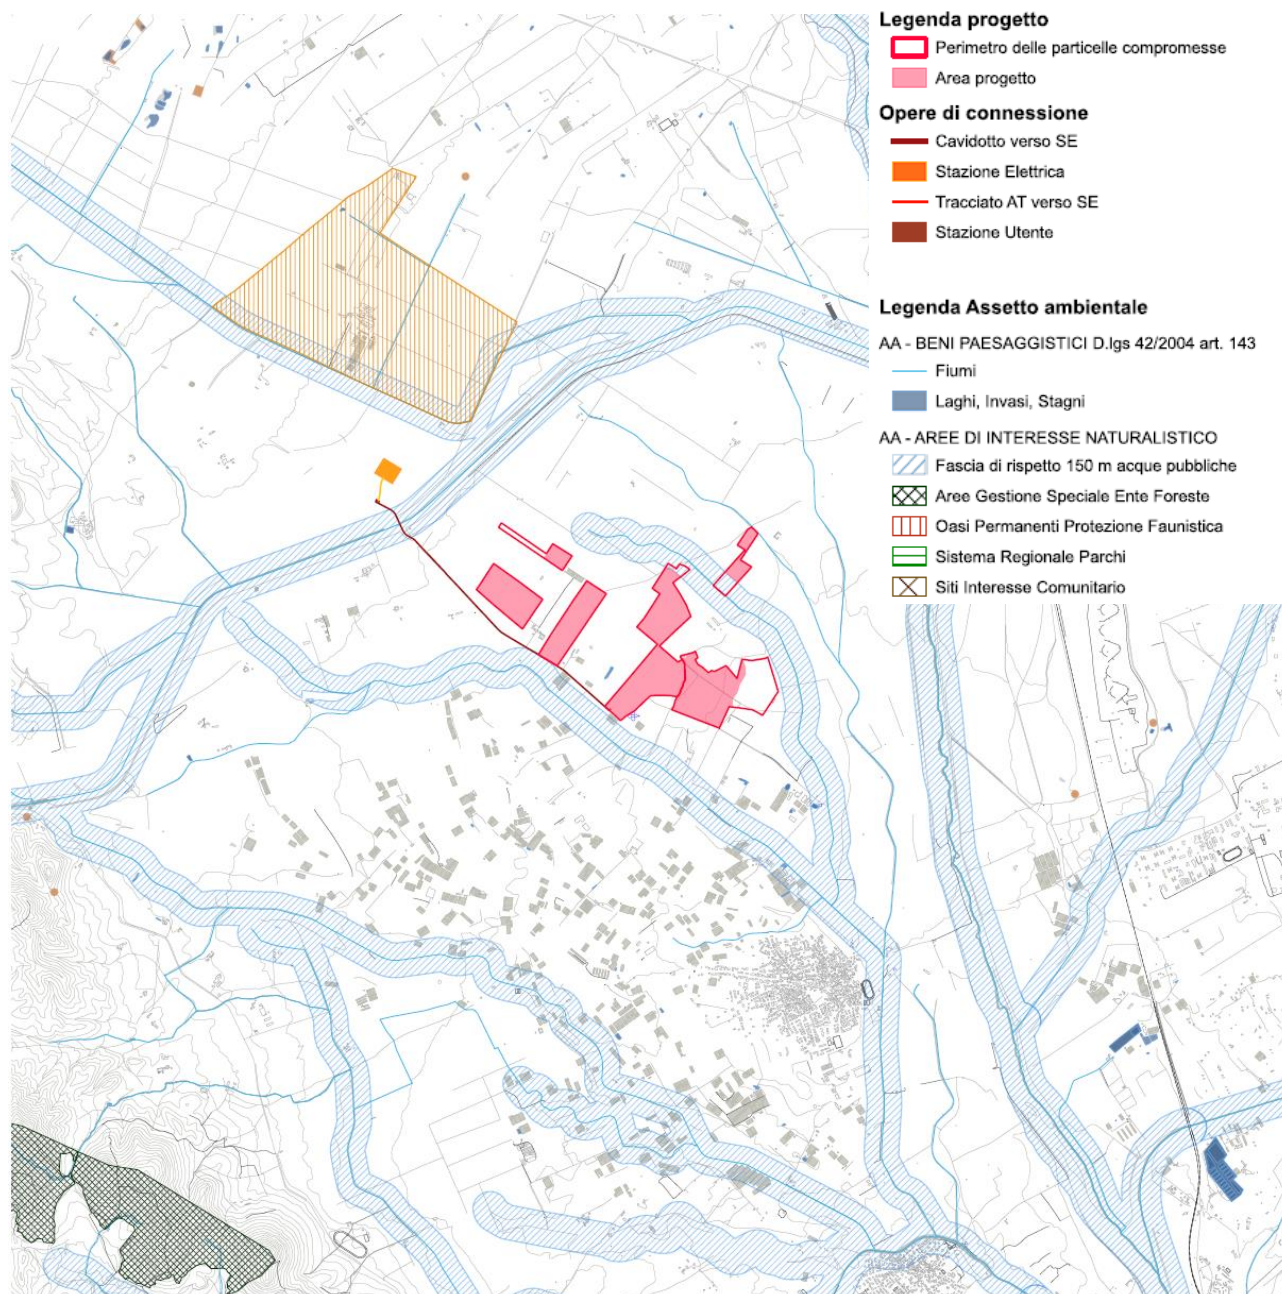 Legenda progetto
Perimetro delle particelle compromesse
Area progetto
Opere di connessione
Cavidotto verso SE
Stazione Elettrica
Tracciato AT verso SE
Stazione Utente
Legenda Assetto ambientale
AA - BENI PAESAGGISTICI D.lgs 42/2004 art. 143
Fiumi
Laghi, Invasi, Stagni
AA - AREE DI INTERESSE NATURALISTICO
Fascia di rispetto 150 m acque pubbliche
Aree Gestione Speciale Ente Foreste
Oasi Permanenti Protezione Faunistica
Sistema Regionale Parchi
Siti Interesse Comunitario